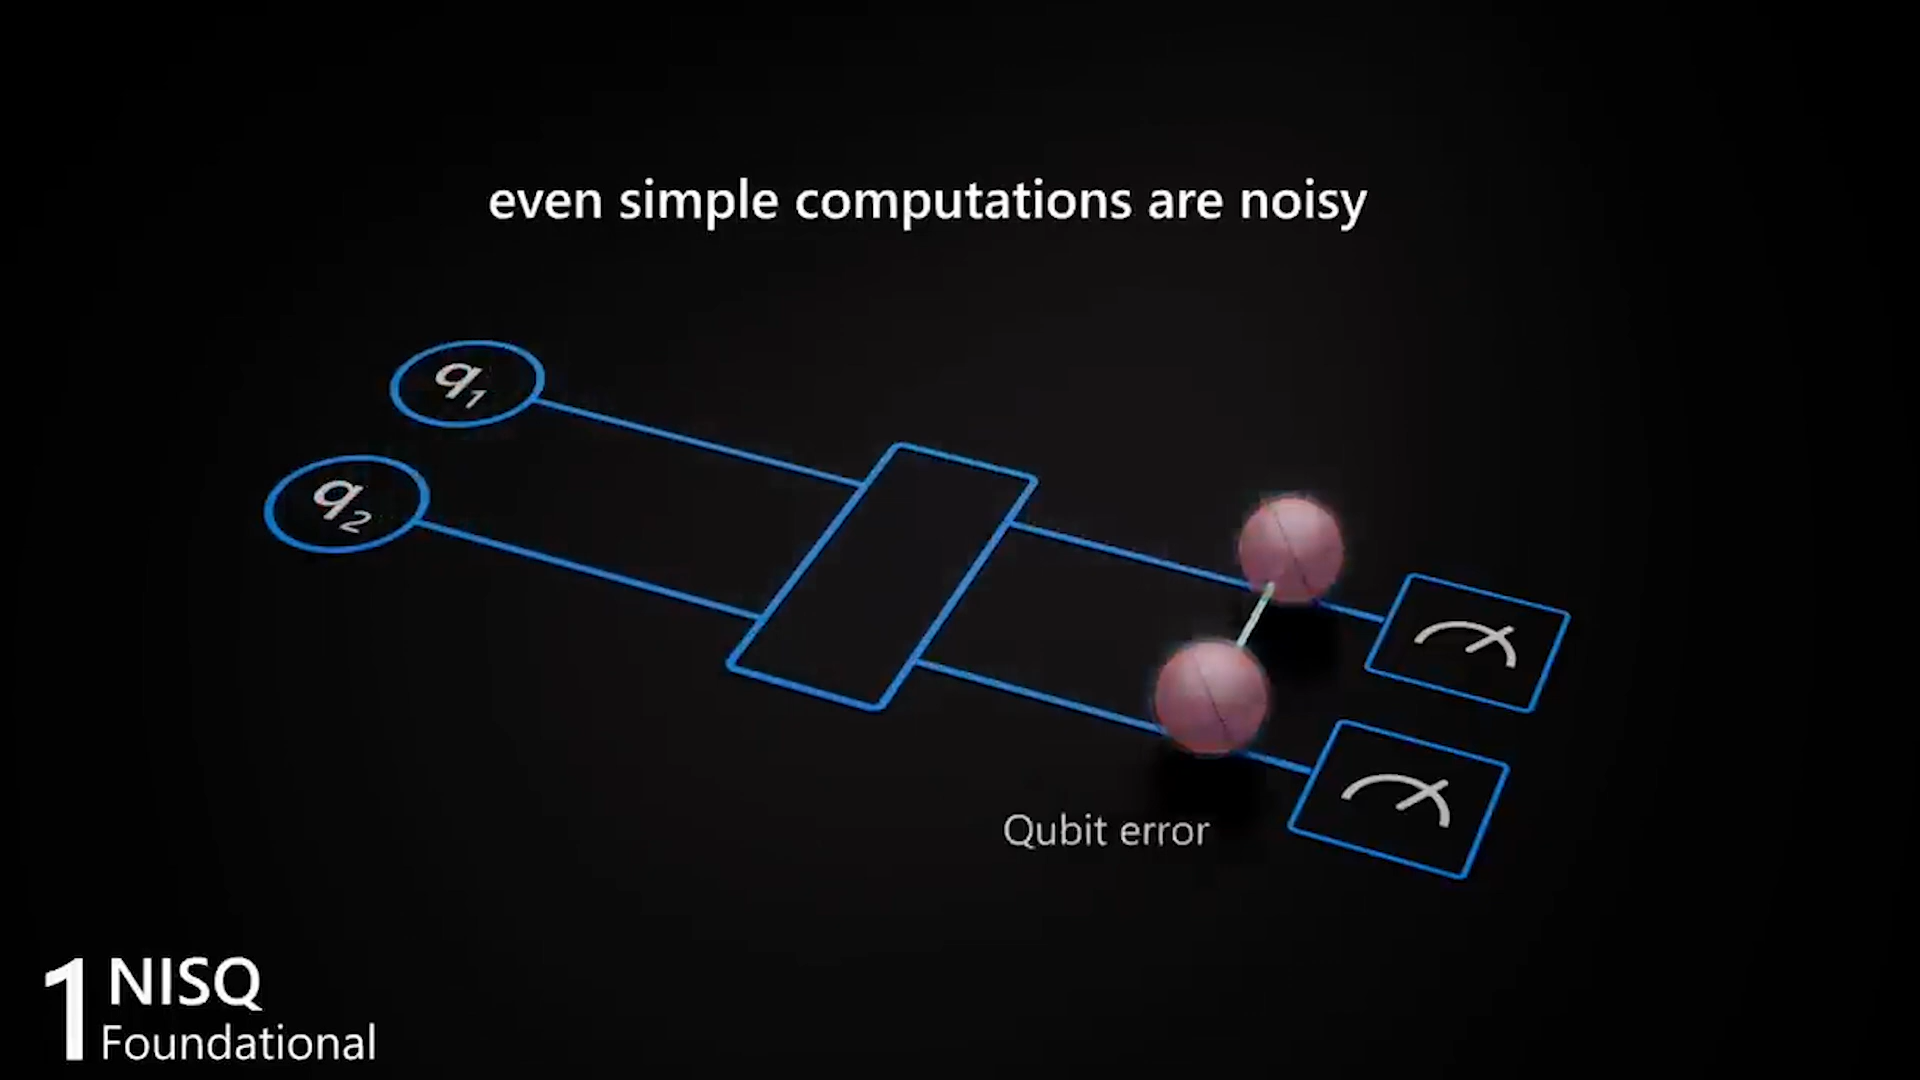 even simple computations are noisy
q1
q2
Qubit error
1 NISQ
Foundational